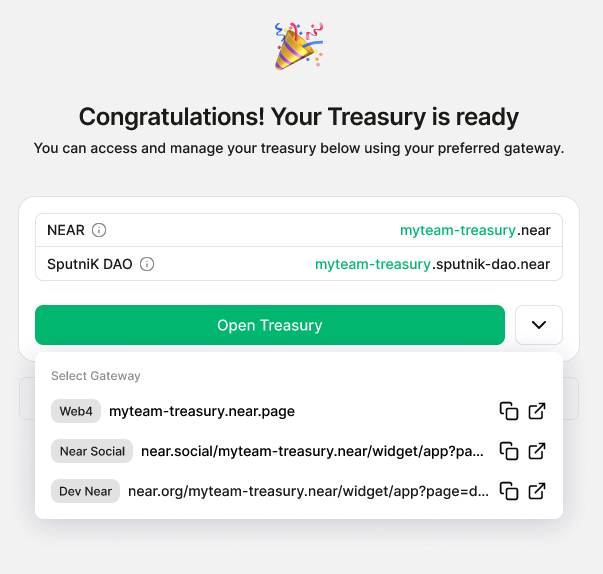 Congratulations! Your Treasury is ready
You can access and manage your treasury below using your preferred gateway.
NEAR myteam-treasury.near
SputniK DAO myteam-treasury.sputnik-dao.near
Open Treasury
Select Gateway
Web4 myteam-treasury.near.page
Near Social near.social/myteam-treasury.near/widget/app?pa...
Dev Near near.org/myteam-treasury.near/widget/app?page=d...